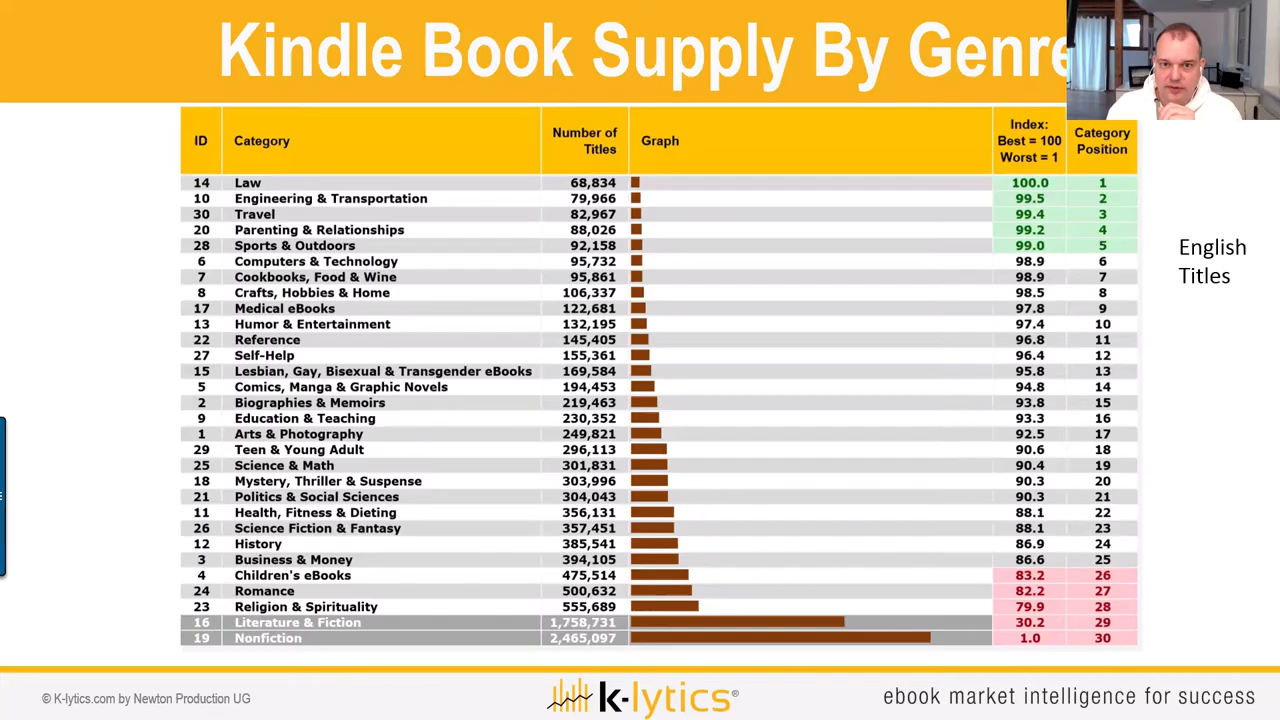 Kindle Book Supply By Genre
ID Category Number of Titles Graph Index: Best = 100 Worst = 1 Category Position
14 Law 68,834 100.0 1
10 Engineering & Transportation 79,966 99.5 2
30 Travel 82,967 99.4 3
20 Parenting & Relationships 88,026 99.2 4
28 Sports & Outdoors 92,158 99.0 5
6 Computers & Technology 95,732 98.9 6
7 Cookbooks, Food & Wine 95,861 98.9 7
8 Crafts, Hobbies & Home 106,337 98.5 8
17 Medical eBooks 122,681 97.8 9
13 Humor & Entertainment 132,195 97.4 10
22 Reference 145,405 96.8 11
27 Self-Help 155,361 96.4 12
15 Lesbian, Gay, Bisexual & Transgender eBooks 169,584 95.8 13
5 Comics, Manga & Graphic Novels 194,453 94.8 14
2 Biographies & Memoirs 219,463 93.8 15
9 Education & Teaching 230,352 93.3 16
1 Arts & Photography 249,821 92.5 17
29 Teen & Young Adult 296,113 90.6 18
25 Science & Math 301,831 90.4 19
18 Mystery, Thriller & Suspense 303,996 90.3 20
21 Politics & Social Sciences 304,043 90.3 21
11 Health, Fitness & Dieting 356,131 88.1 22
26 Science Fiction & Fantasy 357,451 88.1 23
12 History 385,541 86.9 24
3 Business & Money 394,105 86.6 25
4 Children's eBooks 475,514 83.2 26
24 Romance 500,632 82.2 27
23 Religion & Spirituality 555,689 79.9 28
16 Literature & Fiction 1,758,731 30.2 29
19 Nonfiction 2,465,097 1.0 30
English
Titles
© K-lytics.com by Newton Production UG
k-lytics®
ebook market intelligence for success